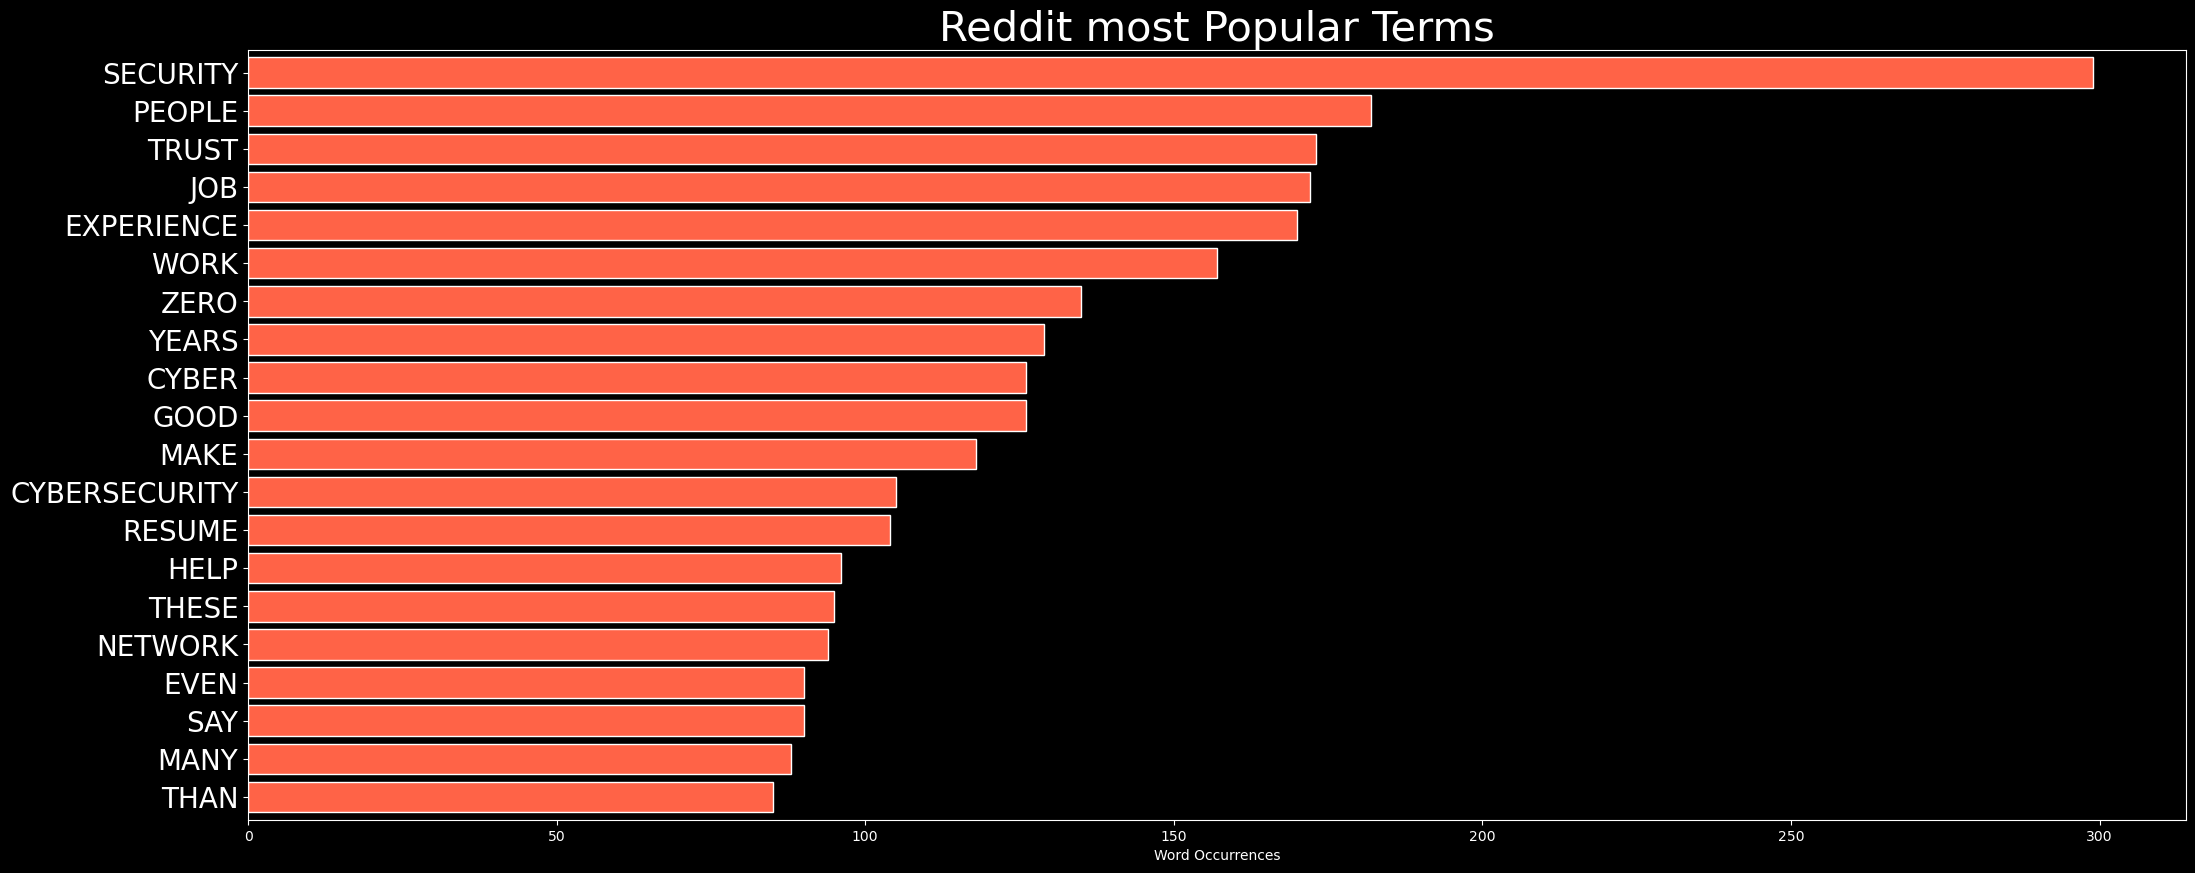 Reddit most Popular Terms
SECURITY
PEOPLE
TRUST
JOB
EXPERIENCE
WORK
ZERO
YEARS
CYBER
GOOD
MAKE
CYBERSECURITY
RESUME
HELP
THESE
NETWORK
EVEN
SAY
MANY
THAN
0 50 100 150 200 250 300
Word Occurrences